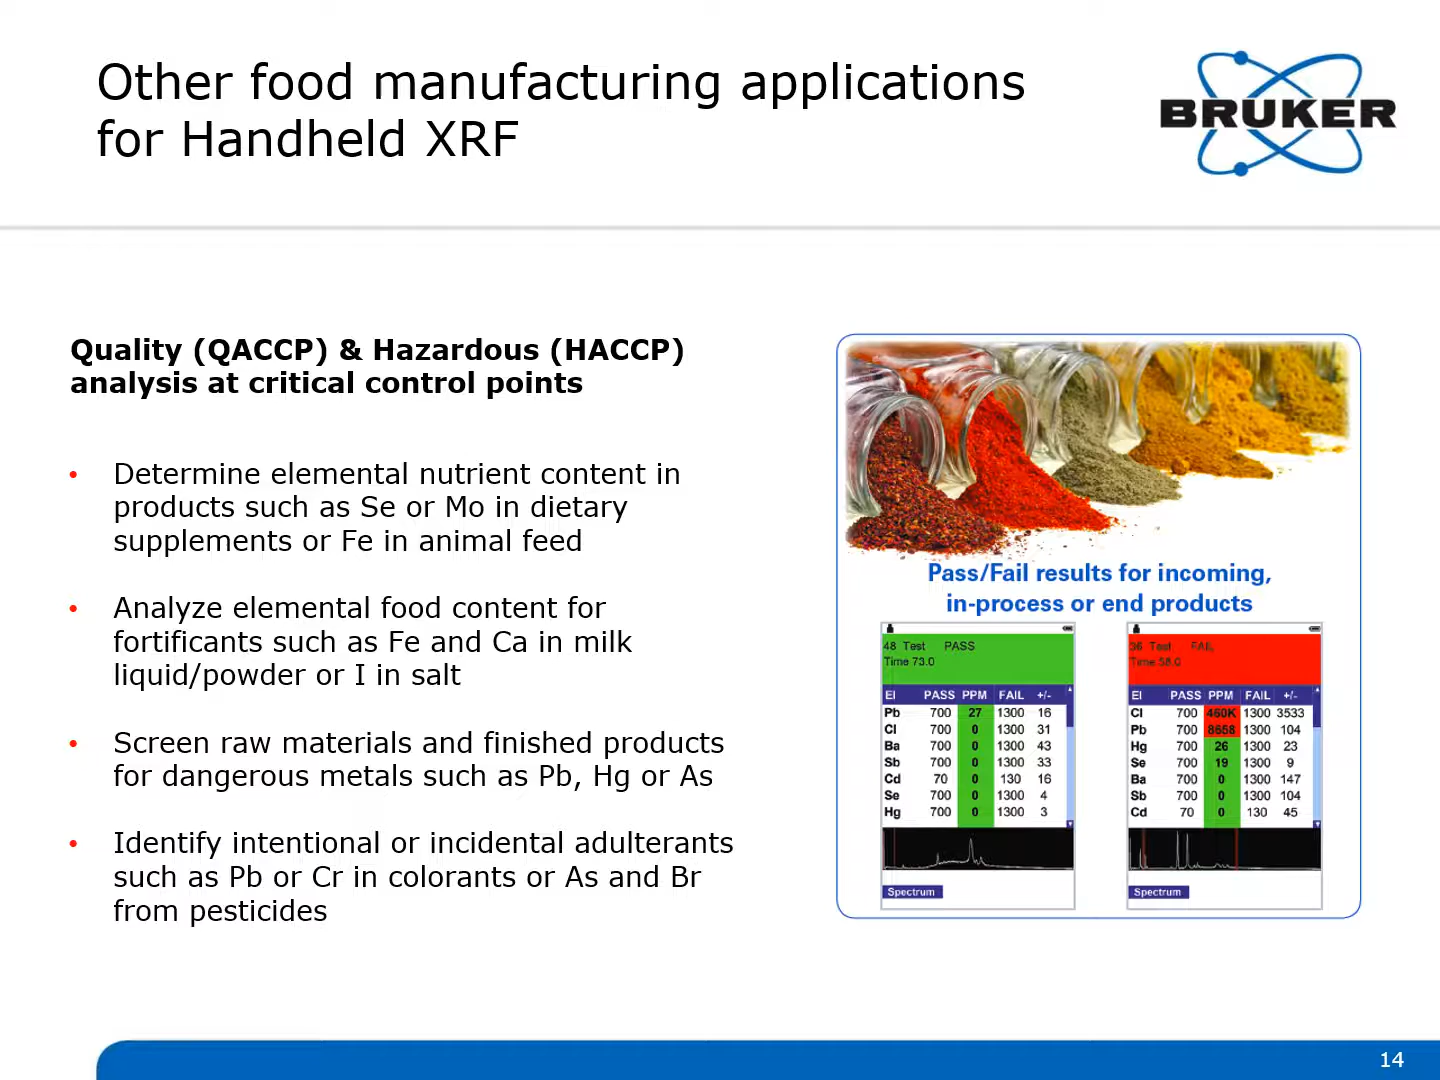 Other food manufacturing applications
for Handheld XRF
BRUKER
Quality (QACCP) & Hazardous (HACCP)
analysis at critical control points
• Determine elemental nutrient content in
products such as Se or Mo in dietary
supplements or Fe in animal feed
• Analyze elemental food content for
fortificants such as Fe and Ca in milk
liquid/powder or I in salt
• Screen raw materials and finished products
for dangerous metals such as Pb, Hg or As
• Identify intentional or incidental adulterants
such as Pb or Cr in colorants or As and Br
from pesticides
Pass/Fail results for incoming,
in-process or end products
48 Test PASS
Time 73.0
El PASS PPM FAIL +/-
Pb 700 27 1300 16
Cl 700 0 1300 31
Ba 700 0 1300 43
Sb 700 0 1300 33
Cd 70 0 130 16
Se 700 0 1300 4
Hg 700 0 1300 3
Spectrum
36 Test FAIL
Time 38.0
El PASS PPM FAIL +/-
Cl 700 460K 1300 3533
Pb 700 8658 1300 104
Hg 700 26 1300 23
Se 700 19 1300 9
Ba 700 0 1300 147
Sb 700 0 1300 104
Cd 70 0 130 45
Spectrum
14